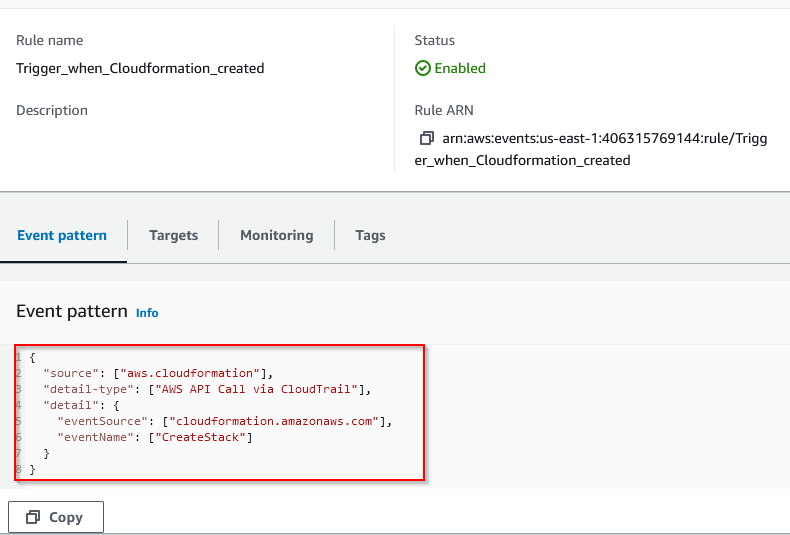 Rule name
Trigger_when_Cloudformation_created
Description
Status
Enabled
Rule ARN
arn:aws:events:us-east-1:406315769144:rule/Trigg
er_when_Cloudformation_created
Event pattern Targets Monitoring Tags
Event pattern Info
1 {
2 "source": ["aws.cloudformation"],
3 "detail-type": ["AWS API Call via CloudTrail"],
4 "detail": {
5 "eventSource": ["cloudformation.amazonaws.com"],
6 "eventName": ["CreateStack"]
7 }
8 }
Copy